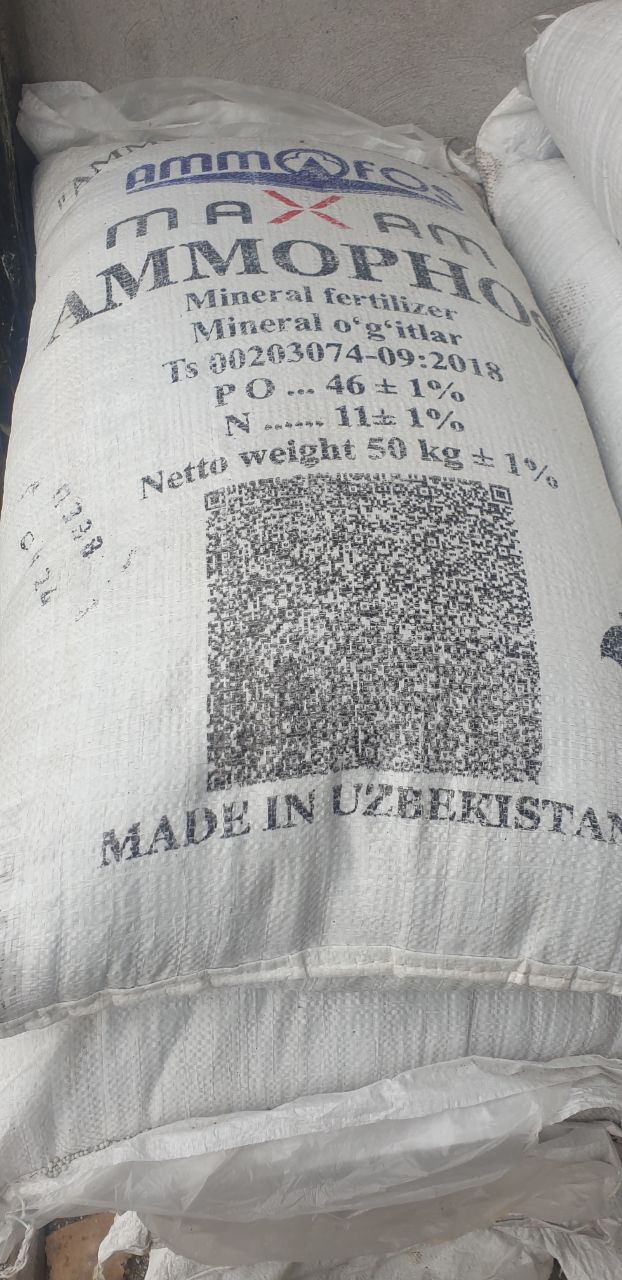 AMMOFOS
MAXAM
AMMOPHOS
Mineral fertilizer
Mineral o‘g‘itlar
Ts 00203074-09:2018
P O ... 46 ± 1%
N ...... 11± 1%
Netto weight 50 kg ± 1%
MADE IN UZBEKISTAN